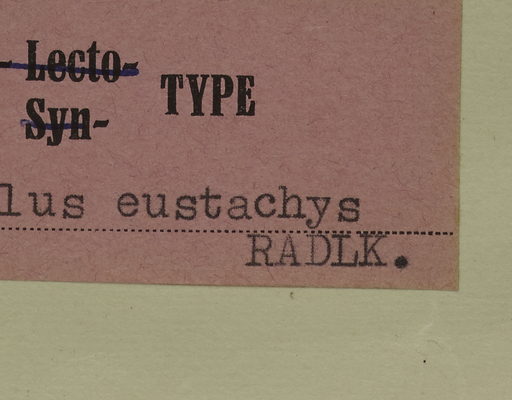 - Lecto-
Syn-
TYPE
lus eustachys
RADLK.